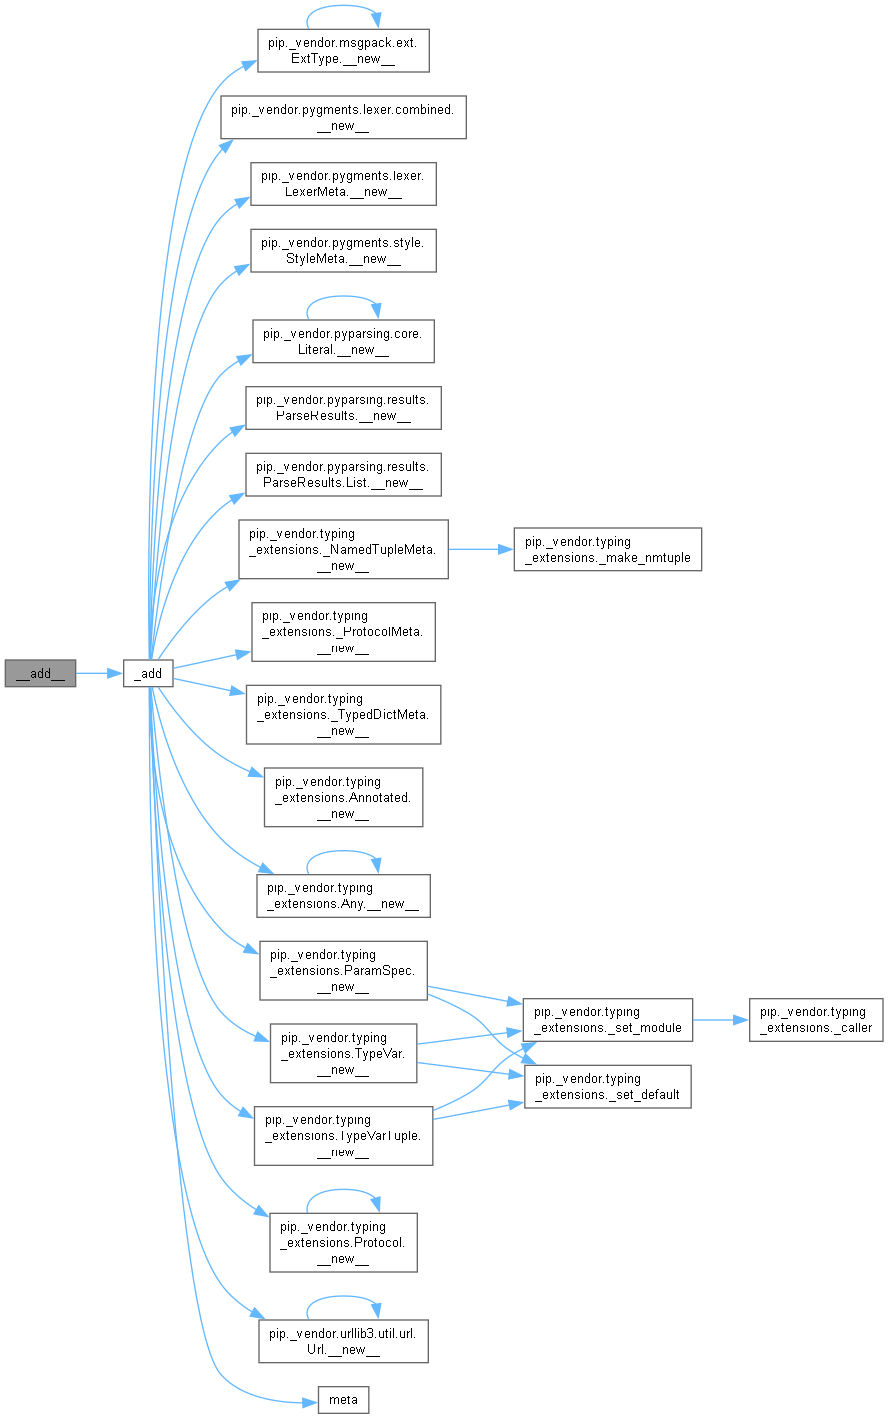 pip._vendor.msgpack.ext.
ExtType.__new__
pip._vendor.pygments.lexer.combined.
__new__
pip._vendor.pygments.lexer.
LexerMeta.__new__
pip._vendor.pygments.style.
StyleMeta.__new__
pip._vendor.pyparsing.core.
Literal.__new__
pip._vendor.pyparsing.results.
ParseResults.__new__
pip._vendor.pyparsing.results.
ParseResults.List.__new__
pip._vendor.typing
_extensions._NamedTupleMeta.
__new__
pip._vendor.typing
_extensions._make_nmtuple
pip._vendor.typing
_extensions._ProtocolMeta.
__new__
__add__
_add
pip._vendor.typing
_extensions._TypedDictMeta.
__new__
pip._vendor.typing
_extensions.Annotated.
__new__
pip._vendor.typing
_extensions.Any.__new__
pip._vendor.typing
_extensions.ParamSpec.
__new__
pip._vendor.typing
_extensions._set_module
pip._vendor.typing
_extensions._caller
pip._vendor.typing
_extensions.TypeVar.
__new__
pip._vendor.typing
_extensions._set_default
pip._vendor.typing
_extensions.TypeVarTuple.
__new__
pip._vendor.typing
_extensions.Protocol.
__new__
pip._vendor.urllib3.util.url.
Url.__new__
meta